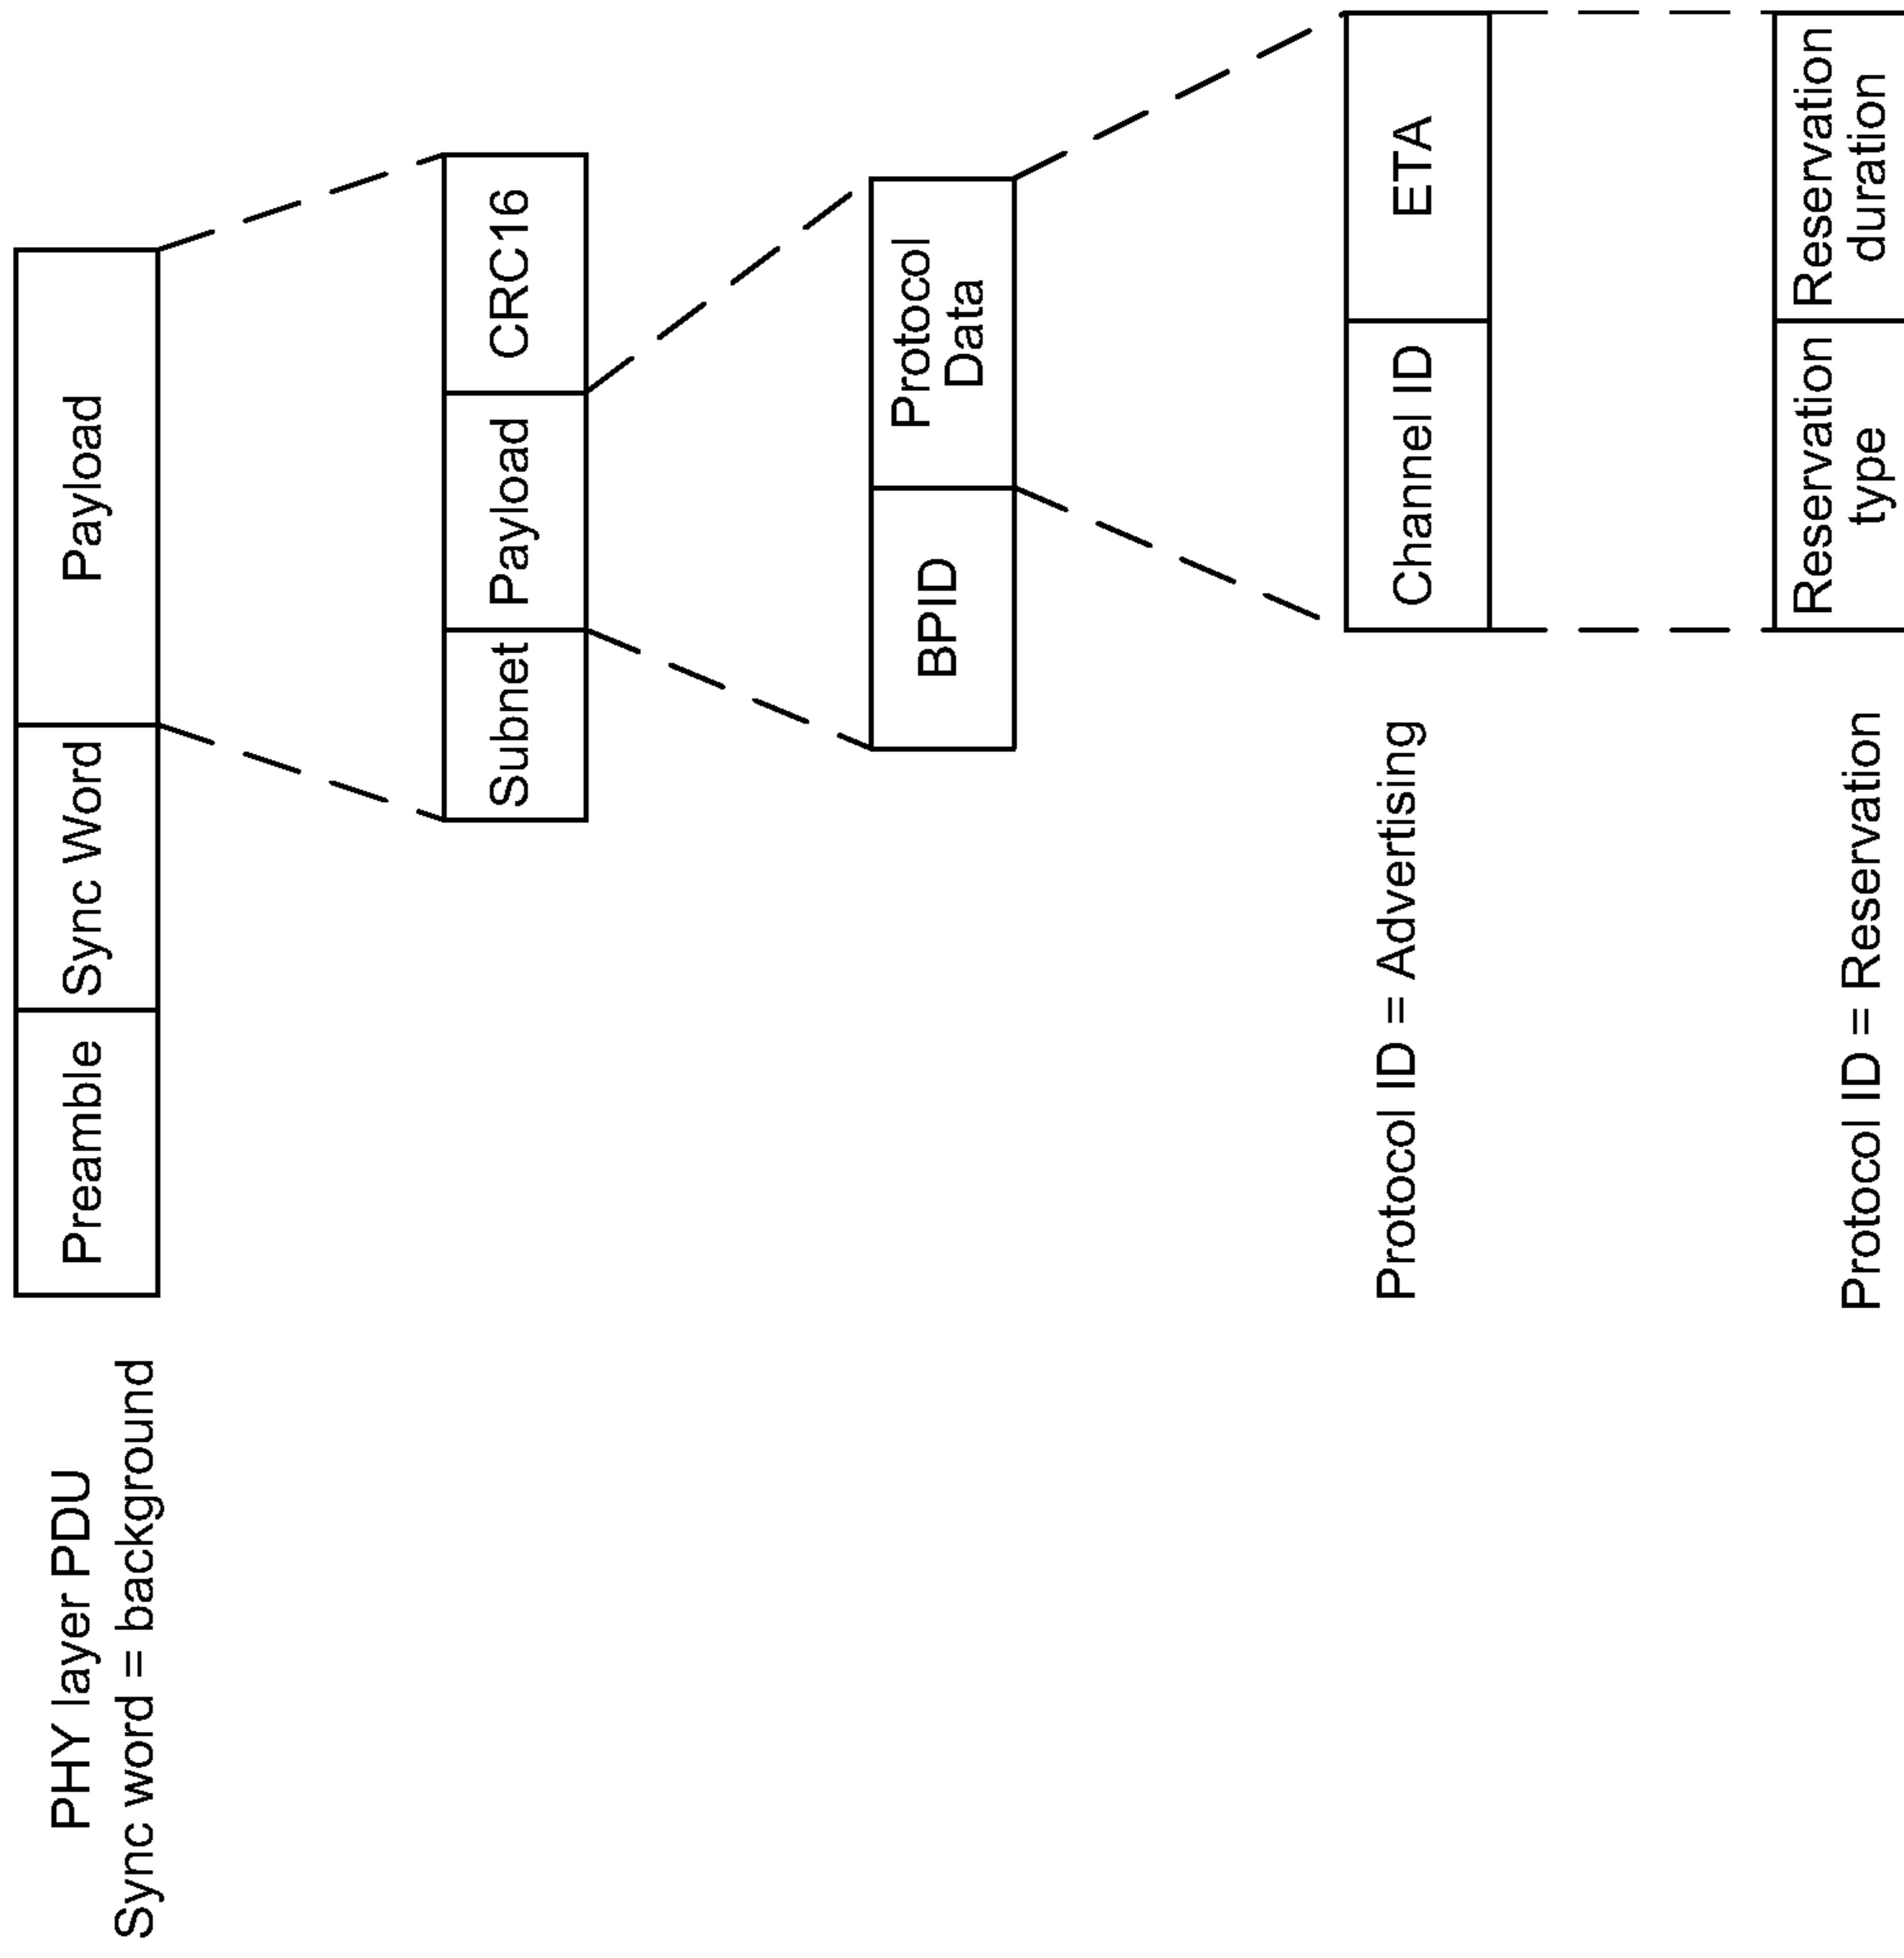 PHY layer PDU
Sync word = background
Preamble
Sync Word
Payload
Subnet
Payload
CRC16
BPID
Protocol
Data
Protocol ID = Advertising
Channel ID
ETA
Protocol ID = Reservation
Reservation
type
Reservation
duration